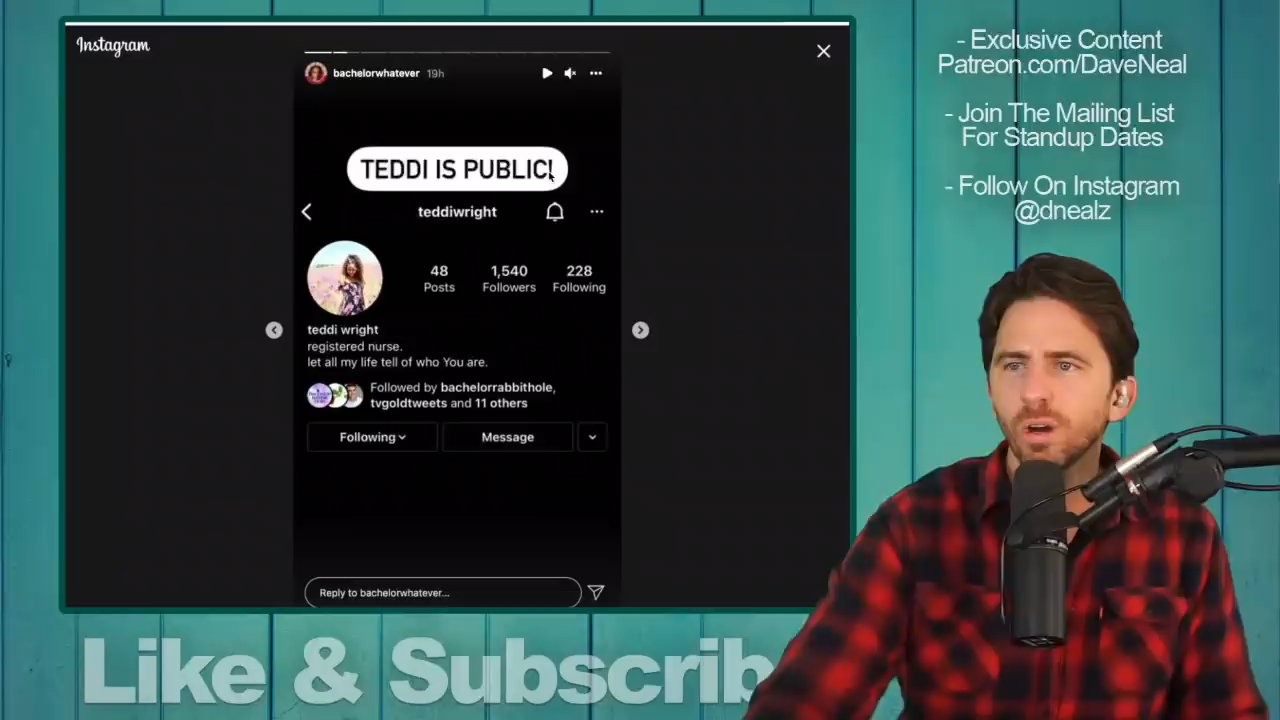 Instagram
bachelorwhatever 19h
TEDDI IS PUBLIC!
teddiwright
48 1,540 228
Posts Followers Following
teddi wright
registered nurse.
let all my life tell of who You are.
Followed by bachelorrabbithole,
tvgoldtweets and 11 others
Following Message
Reply to bachelorwhatever...
- Exclusive Content
Patreon.com/DaveNeal
- Join The Mailing List
For Standup Dates
- Follow On Instagram
@dnealz
Like & Subscrib